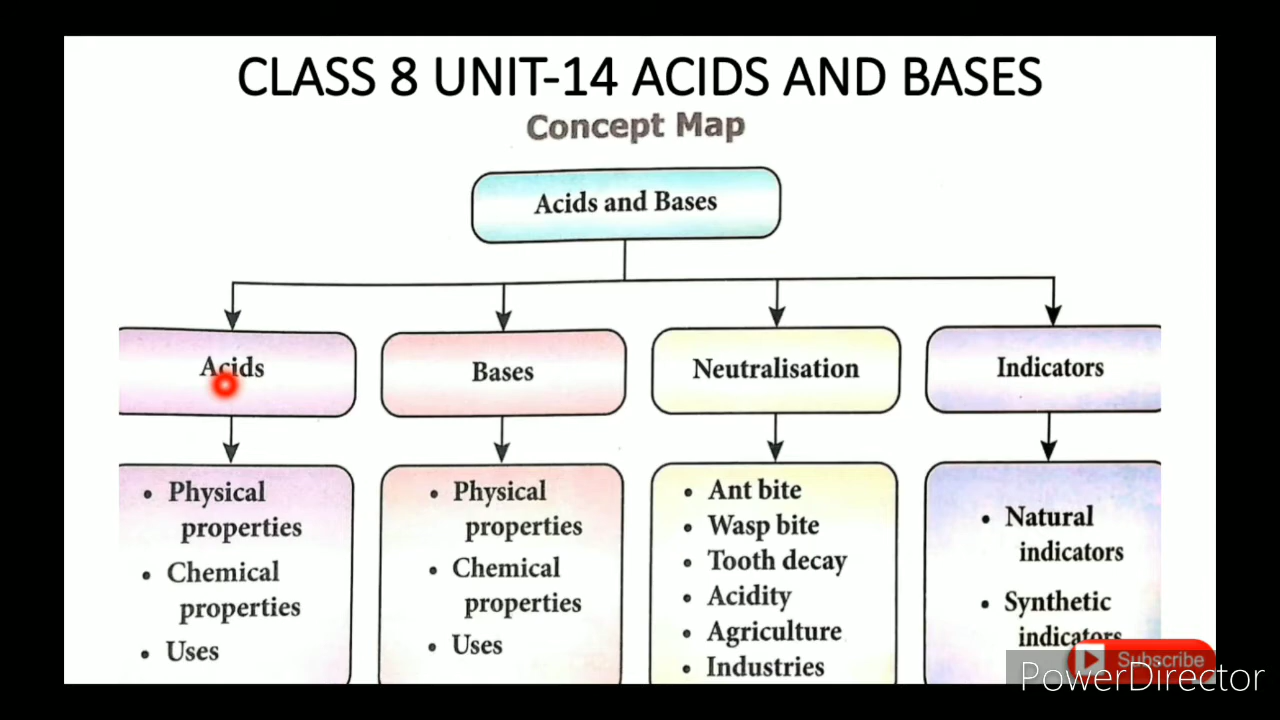 CLASS 8 UNIT-14 ACIDS AND BASES
Concept Map
Acids and Bases
Acids
Bases
Neutralisation
Indicators
• Physical
properties
• Chemical
properties
• Uses
• Physical
properties
• Chemical
properties
• Uses
• Ant bite
• Wasp bite
• Tooth decay
• Acidity
• Agriculture
• Industries
• Natural
indicators
• Synthetic
indicators
Subscribe
PowerDirector